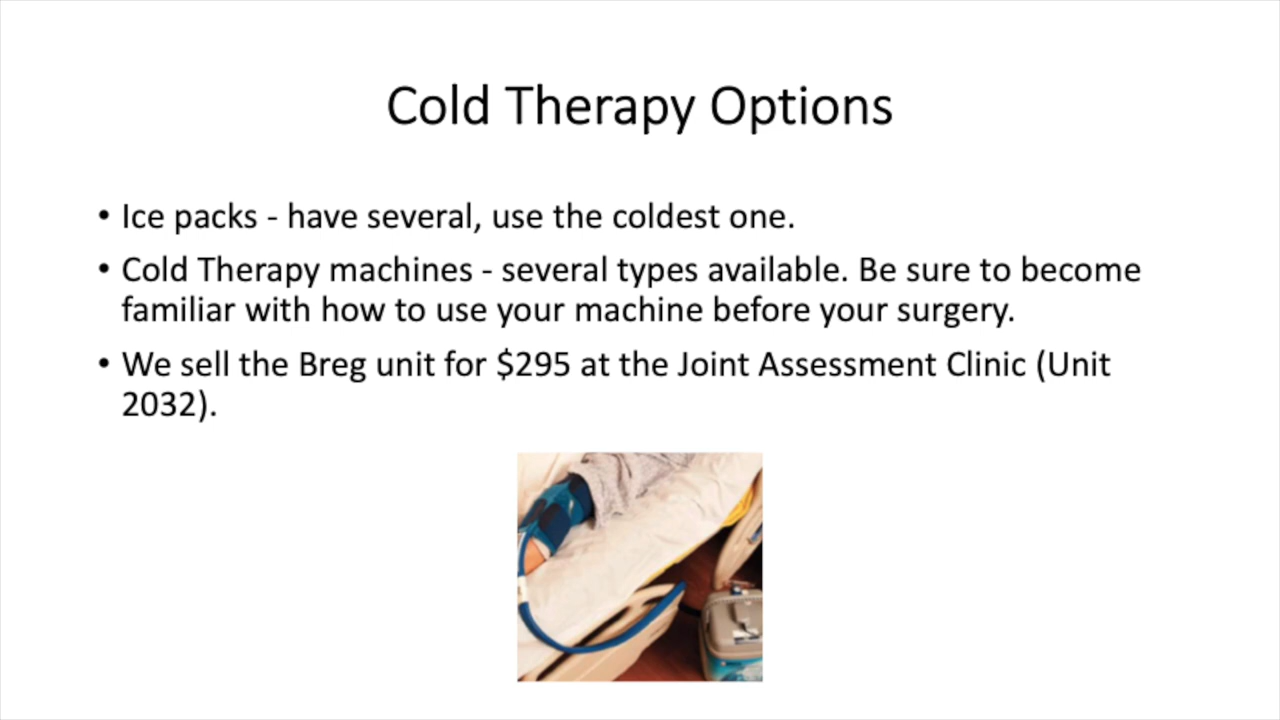 Cold Therapy Options
• Ice packs - have several, use the coldest one.
• Cold Therapy machines - several types available. Be sure to become
familiar with how to use your machine before your surgery.
• We sell the Breg unit for $295 at the Joint Assessment Clinic (Unit
2032).